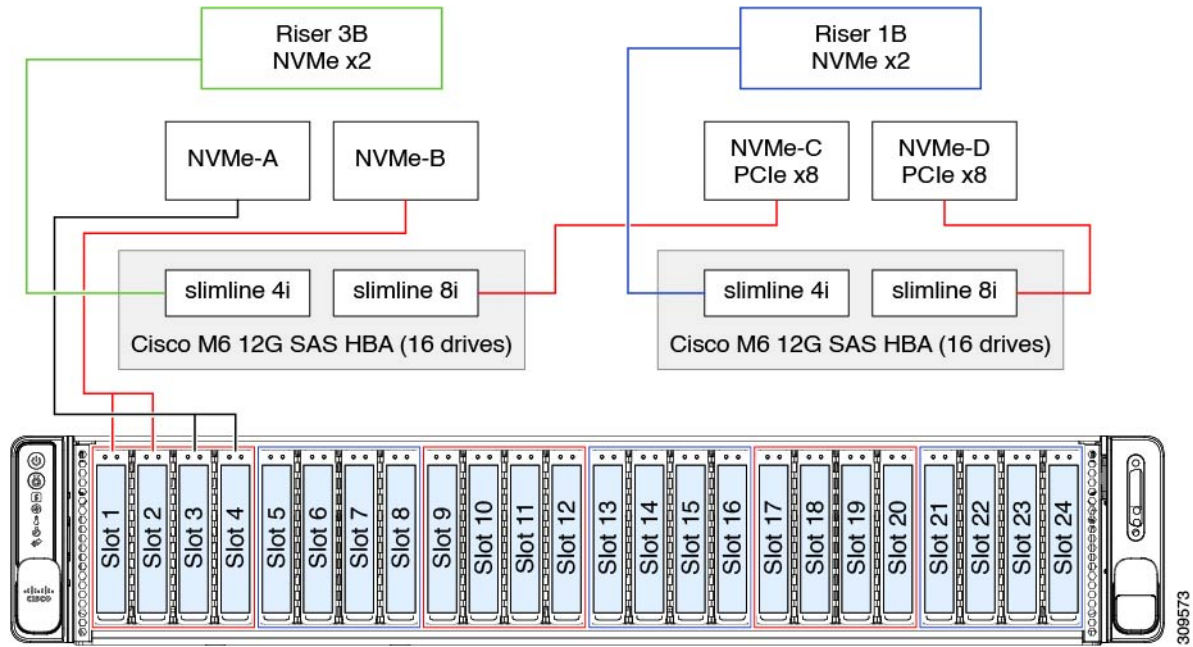 Riser 3B
NVMe x2
Riser 1B
NVMe x2
NVMe-A
NVMe-B
NVMe-C
PCIe x8
NVMe-D
PCIe x8
slimline 4i
slimline 8i
Cisco M6 12G SAS HBA (16 drives)
slimline 4i
slimline 8i
Cisco M6 12G SAS HBA (16 drives)
Slot 1
Slot 2
Slot 3
Slot 4
Slot 5
Slot 6
Slot 7
Slot 8
Slot 9
Slot 10
Slot 11
Slot 12
Slot 13
Slot 14
Slot 15
Slot 16
Slot 17
Slot 18
Slot 19
Slot 20
Slot 21
Slot 22
Slot 23
Slot 24
CISCO
309573